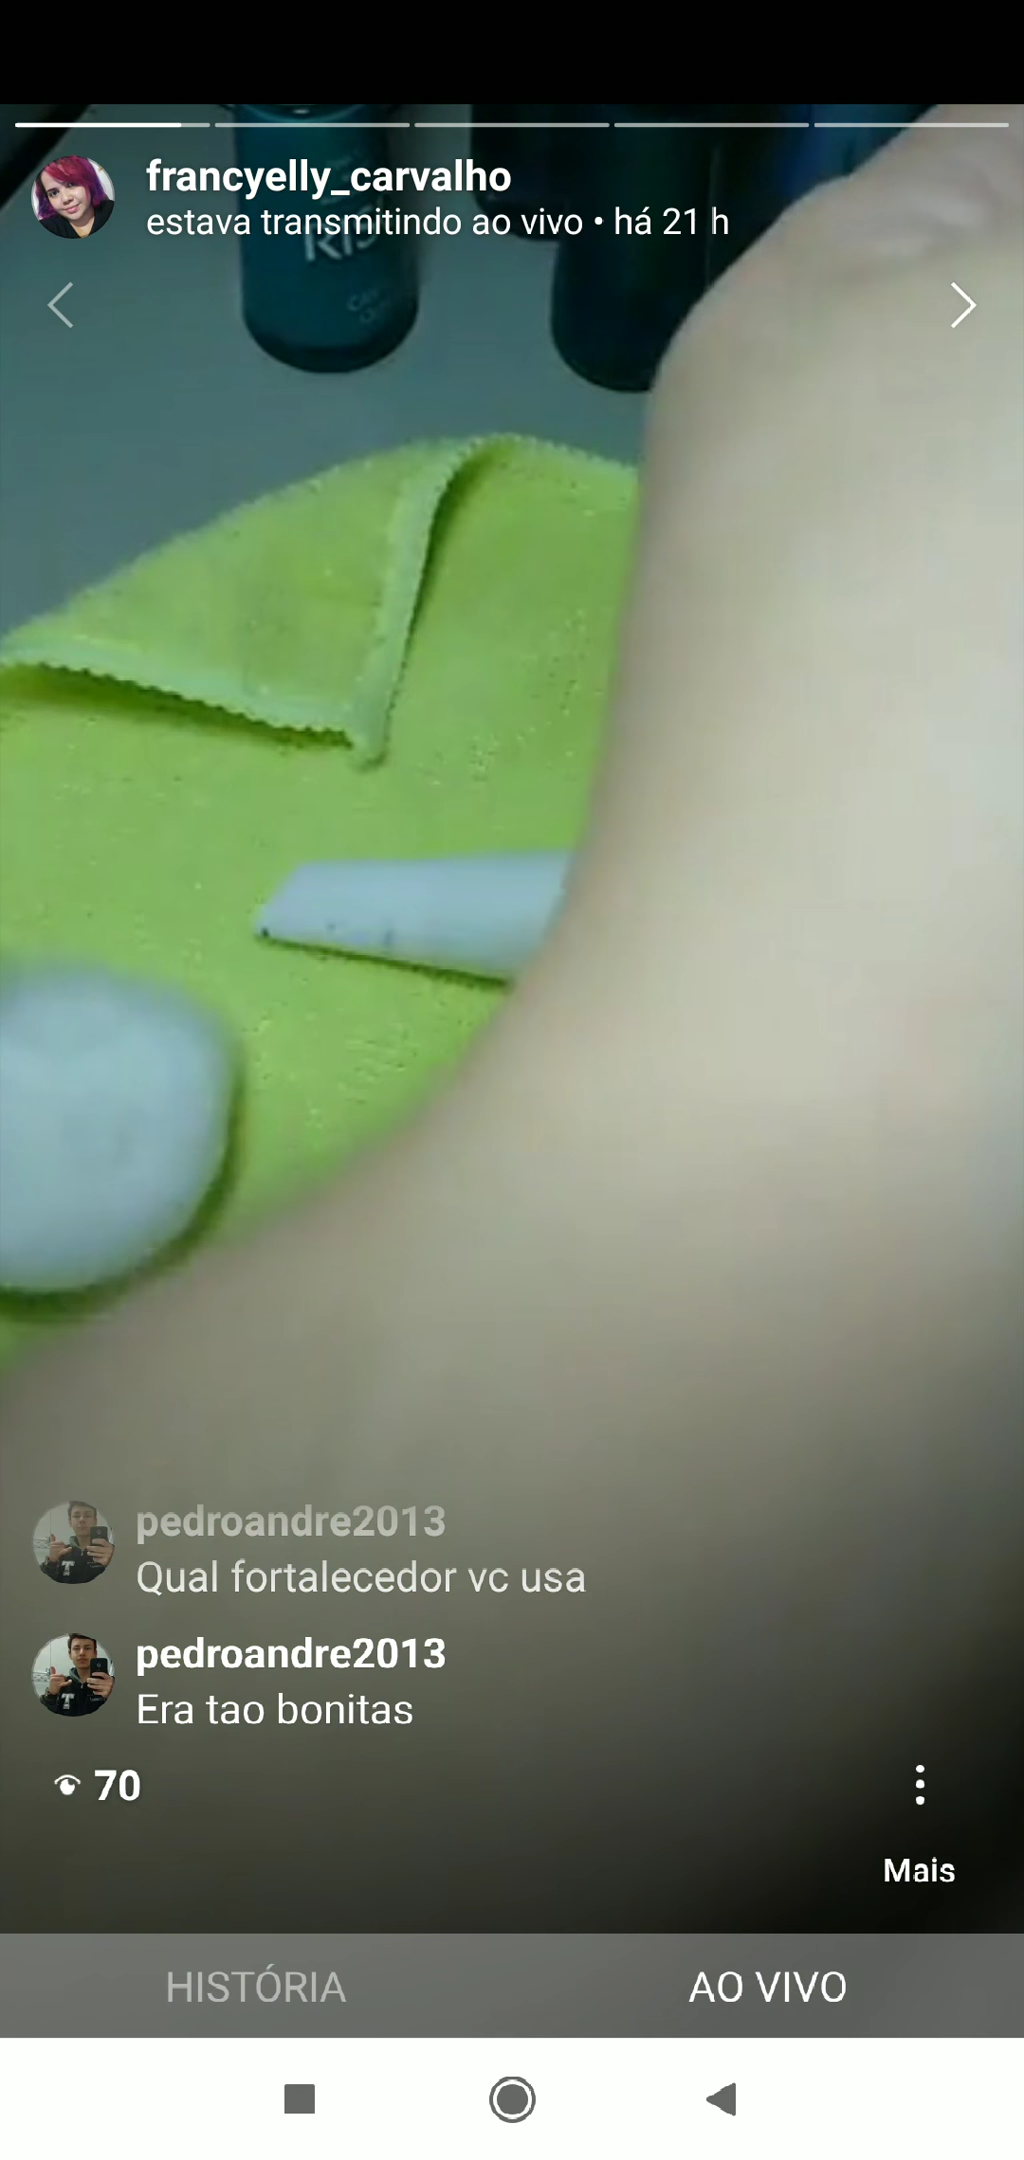 francyelly_carvalho
estava transmitindo ao vivo • há 21 h
RIS
pedroandre2013
Qual fortalecedor vc usa
pedroandre2013
Era tao bonitas
70
Mais
HISTÓRIA
AO VIVO